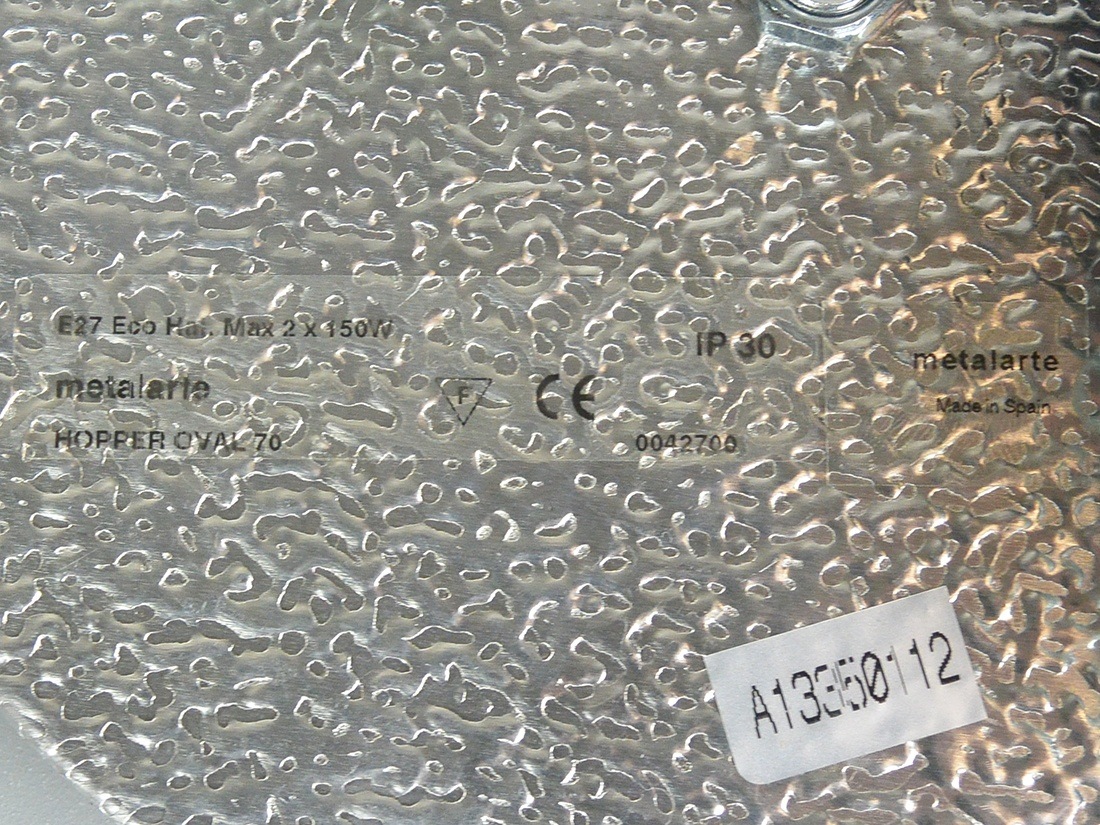 E27 Eco Hal. Max 2 x 150W
IP 30
metalarte
F
CE
HOPPER OVAL 70
0042700
metalarte
Made in Spain
A13350112